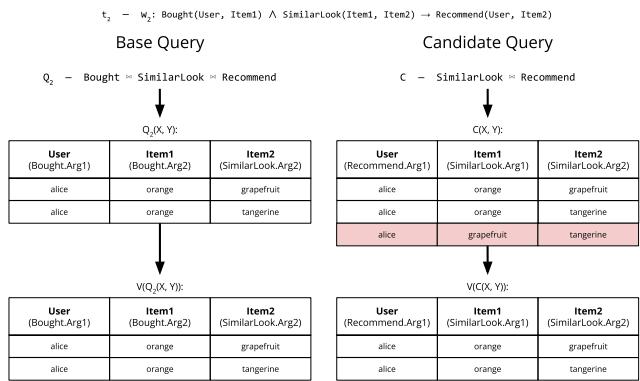 t2 – w2: Bought(User, Item1) ∧ SimilarLook(Item1, Item2) → Recommend(User, Item2)
Base Query
Q2 – Bought ⋈ SimilarLook ⋈ Recommend
Q2(X, Y):
User Item1 Item2
(Bought.Arg1) (Bought.Arg2) (SimilarLook.Arg2)
alice orange grapefruit
alice orange tangerine
V(Q2(X, Y)):
User Item1 Item2
(Bought.Arg1) (Bought.Arg2) (SimilarLook.Arg2)
alice orange grapefruit
alice orange tangerine
Candidate Query
C – SimilarLook ⋈ Recommend
C(X, Y):
User Item1 Item2
(Recommend.Arg1) (SimilarLook.Arg1) (SimilarLook.Arg2)
alice orange grapefruit
alice orange tangerine
alice grapefruit tangerine
V(C(X, Y)):
User Item1 Item2
(Recommend.Arg1) (SimilarLook.Arg1) (SimilarLook.Arg2)
alice orange grapefruit
alice orange tangerine